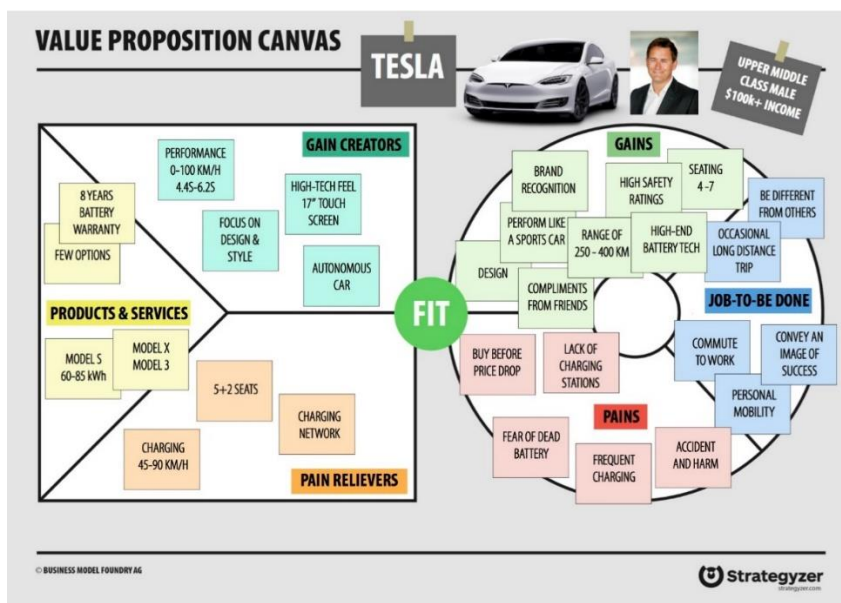 VALUE PROPOSITION CANVAS
TESLA
UPPER MIDDLE
CLASS MALE
$100k+ INCOME
GAIN CREATORS
PERFORMANCE
0-100 KM/H
4.4S-6.2S
HIGH-TECH FEEL
17" TOUCH
SCREEN
FOCUS ON
DESIGN &
STYLE
AUTONOMOUS
CAR
8 YEARS
BATTERY
WARRANTY
FEW OPTIONS
PRODUCTS & SERVICES
MODEL S
60-85 kWh
MODEL X
MODEL 3
5+2 SEATS
CHARGING
NETWORK
CHARGING
45-90 KM/H
PAIN RELIEVERS
FIT
GAINS
BRAND
RECOGNITION
HIGH SAFETY
RATINGS
SEATING
4 -7
PERFORM LIKE
A SPORTS CAR
RANGE OF
250 – 400 KM
HIGH-END
BATTERY TECH
DESIGN
COMPLIMENTS
FROM FRIENDS
BE DIFFERENT
FROM OTHERS
OCCASIONAL
LONG DISTANCE
TRIP
JOB-TO-BE DONE
COMMUTE
TO WORK
CONVEY AN
IMAGE OF
SUCCESS
PERSONAL
MOBILITY
BUY BEFORE
PRICE DROP
LACK OF
CHARGING
STATIONS
PAINS
FEAR OF DEAD
BATTERY
FREQUENT
CHARGING
ACCIDENT
AND HARM
© BUSINESS MODEL FOUNDRY AG
Strategyzer
strategyzer.com